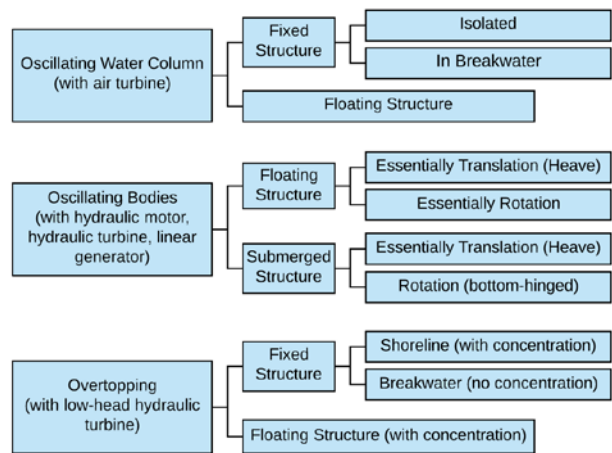 Oscillating Water Column
(with air turbine)
Fixed
Structure
Isolated
In Breakwater
Floating Structure
Oscillating Bodies
(with hydraulic motor,
hydraulic turbine, linear
generator)
Floating
Structure
Essentially Translation (Heave)
Essentially Rotation
Submerged
Structure
Essentially Translation (Heave)
Rotation (bottom-hinged)
Overtopping
(with low-head hydraulic
turbine)
Fixed
Structure
Shoreline (with concentration)
Breakwater (no concentration)
Floating Structure (with concentration)